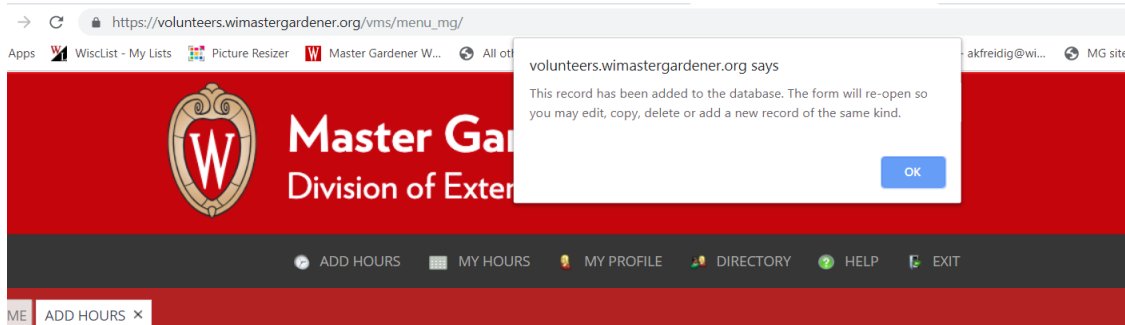 https://volunteers.wimastergardener.org/vms/menu_mg/
Apps WiscList - My Lists Picture Resizer Master Gardener W... All oth akfreidig@wi... MG site
volunteers.wimastergardener.org says
This record has been added to the database. The form will re-open so
you may edit, copy, delete or add a new record of the same kind.
OK
W
Master Gar
Division of Exten
ADD HOURS MY HOURS MY PROFILE DIRECTORY HELP EXIT
ME ADD HOURS ×